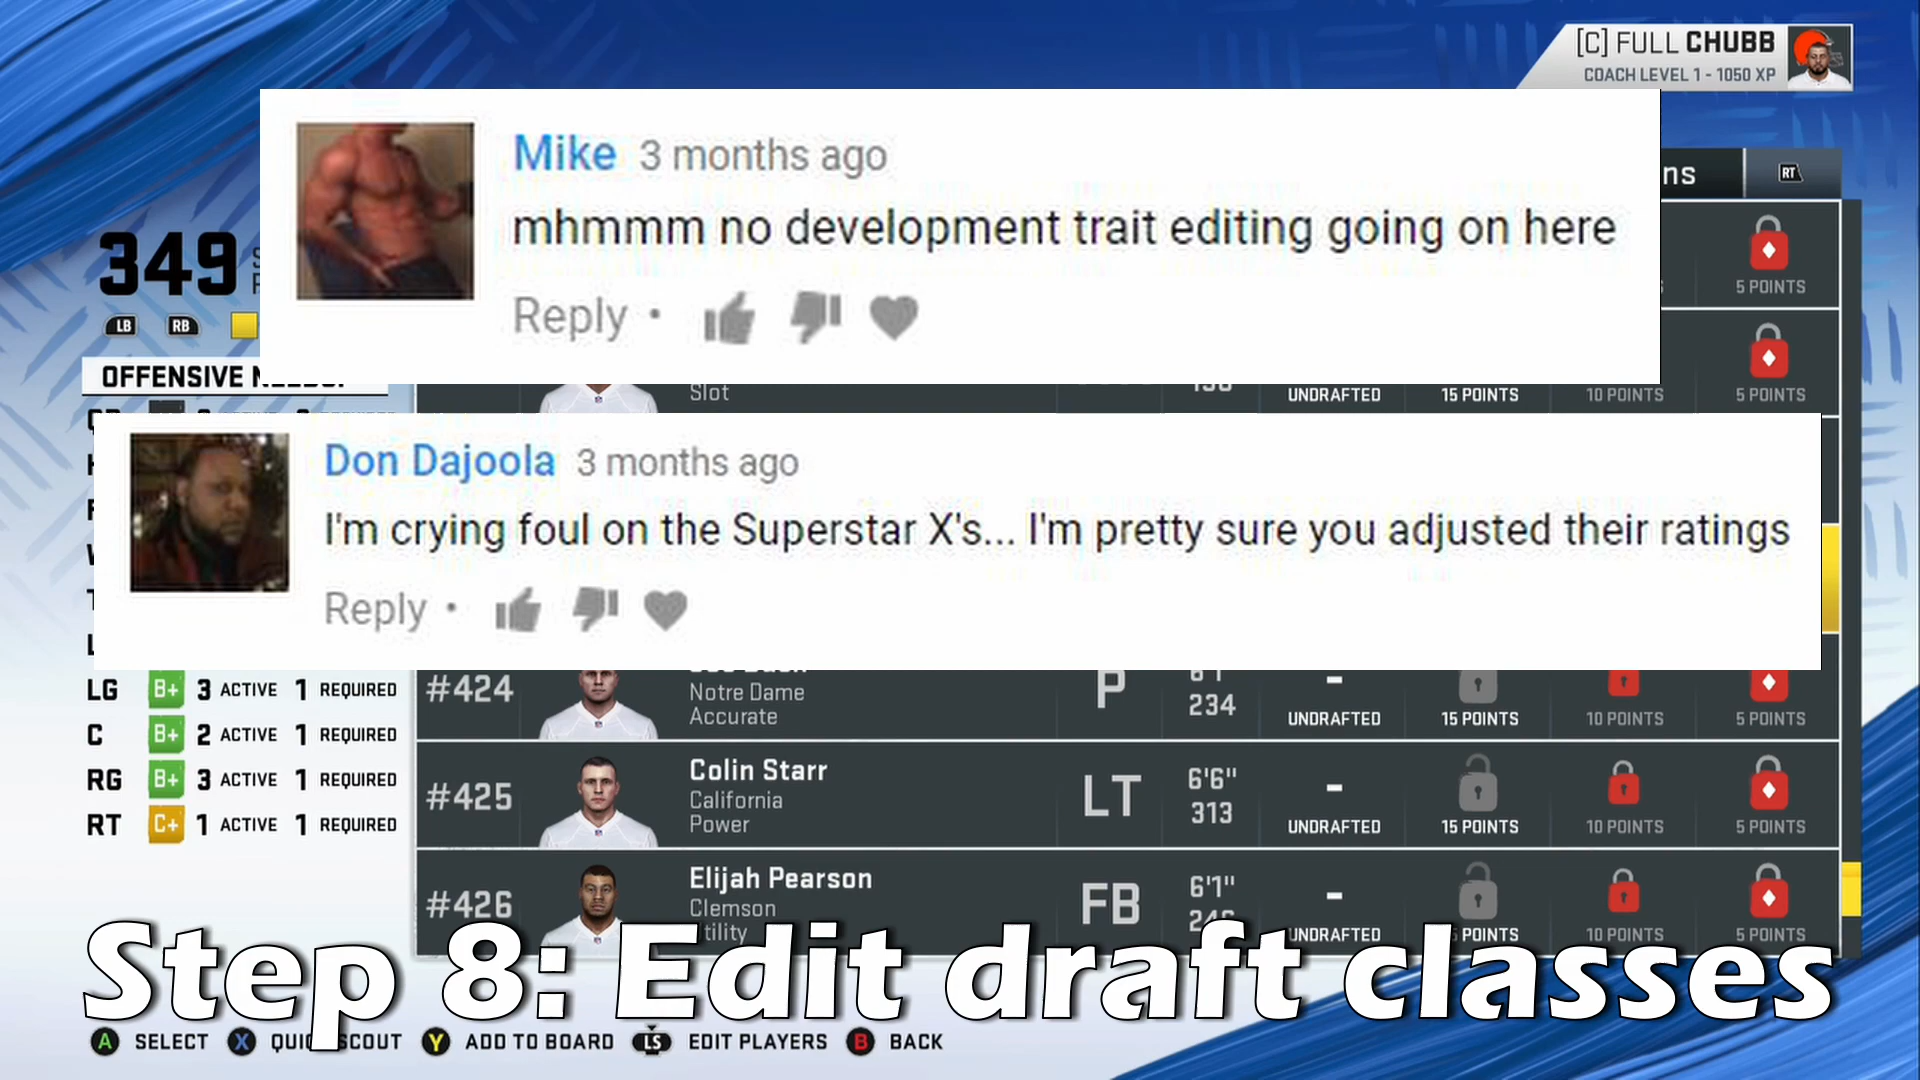 [C] FULL CHUBB
COACH LEVEL 1 - 1050 XP
Mike 3 months ago
mhmmm no development trait editing going on here
Reply •
ns RT
349
LB RB
5 POINTS
OFFENSIVE
5 POINTS
Slot UNDRAFTED 15 POINTS 10 POINTS
Don Dajoola 3 months ago
I'm crying foul on the Superstar X's... I'm pretty sure you adjusted their ratings
Reply •
LG B+ 3 ACTIVE 1 REQUIRED
C B+ 2 ACTIVE 1 REQUIRED
RG B+ 3 ACTIVE 1 REQUIRED
RT C+ 1 ACTIVE 1 REQUIRED
#424 Notre Dame P 234 -
Accurate UNDRAFTED 15 POINTS 10 POINTS 5 POINTS
#425 Colin Starr LT 6'6" -
California 313
Power UNDRAFTED 15 POINTS 10 POINTS 5 POINTS
#426 Elijah Pearson FB 6'1" -
Clemson
UNDRAFTED POINTS 10 POINTS 5 POINTS
Step 8: Edit draft classes
A SELECT X SCOUT Y ADD TO BOARD LS EDIT PLAYERS B BACK